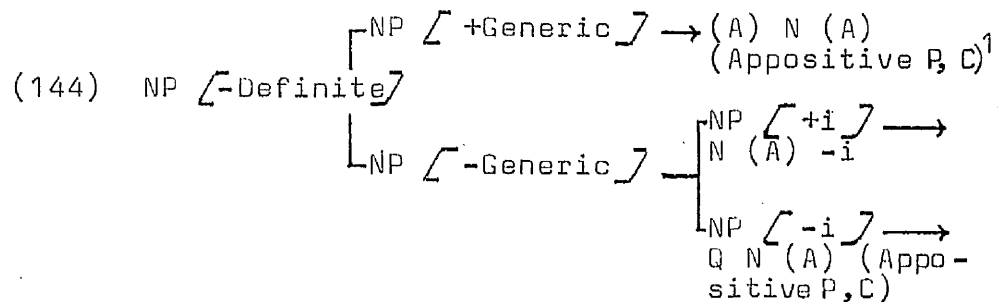 NP [ +Generic ] → (A) N (A)
(Appositive P, C)¹
(144) NP [-Definite]
NP [ +i ] →
N (A) -i
NP [ -Generic ]
NP [ -i ] →
Q N (A) (Appo-
sitive P,C)